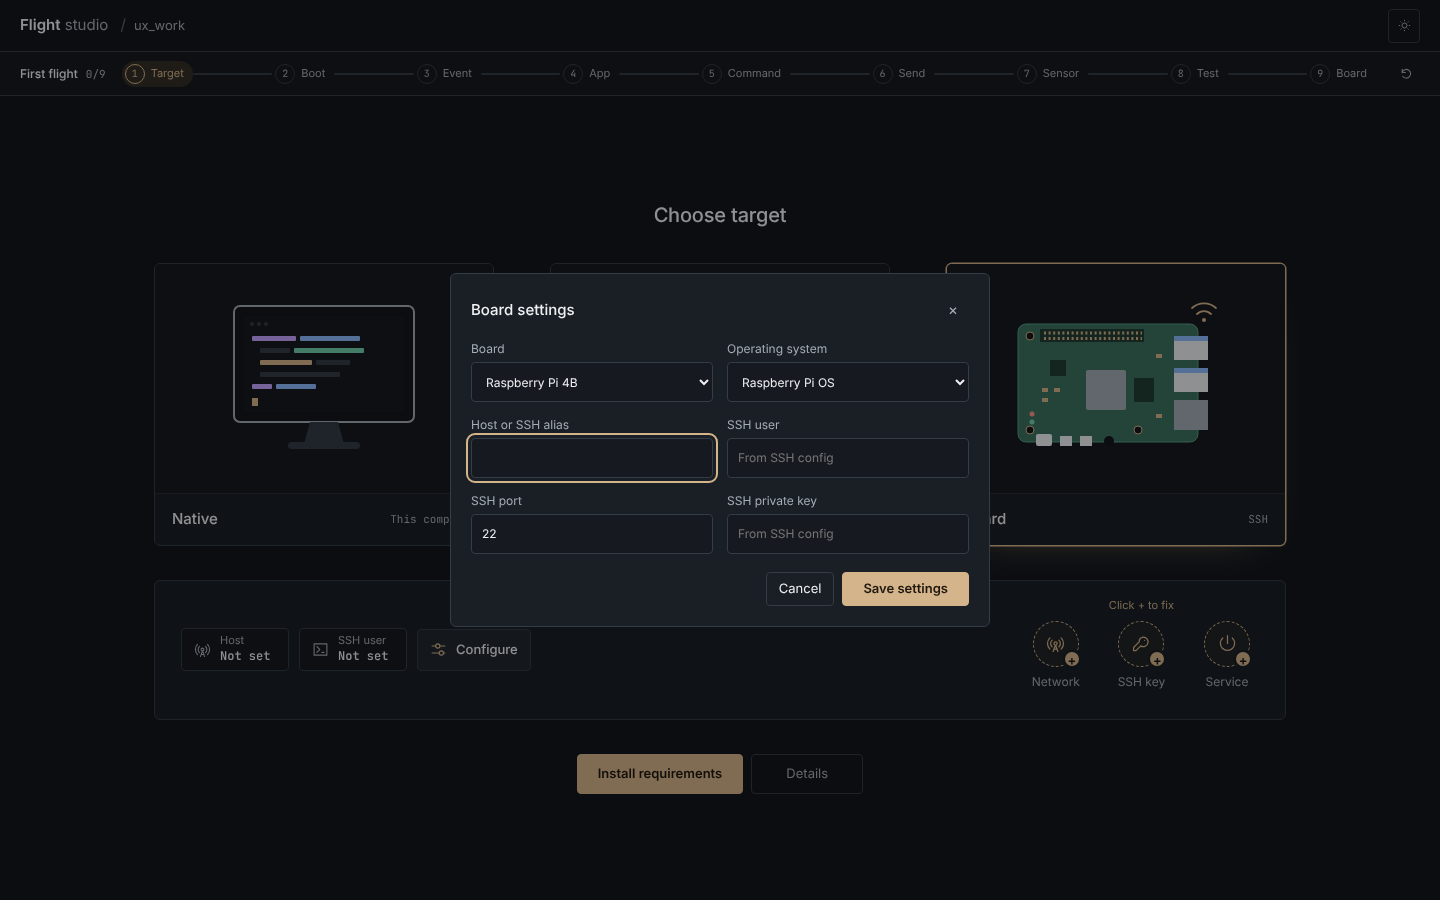 Flight studio / ux_work
First flight 0/9 1 Target 2 Boot 3 Event 4 App 5 Command 6 Send 7 Sensor 8 Test 9 Board
Choose target
Board settings ×
Board Operating system
Raspberry Pi 4B Raspberry Pi OS
Host or SSH alias SSH user
From SSH config
SSH port SSH private key
22 From SSH config
Cancel Save settings
Native This comp
rd SSH
Click + to fix
Host SSH user
Not set Not set Configure
Network SSH key Service
Install requirements Details